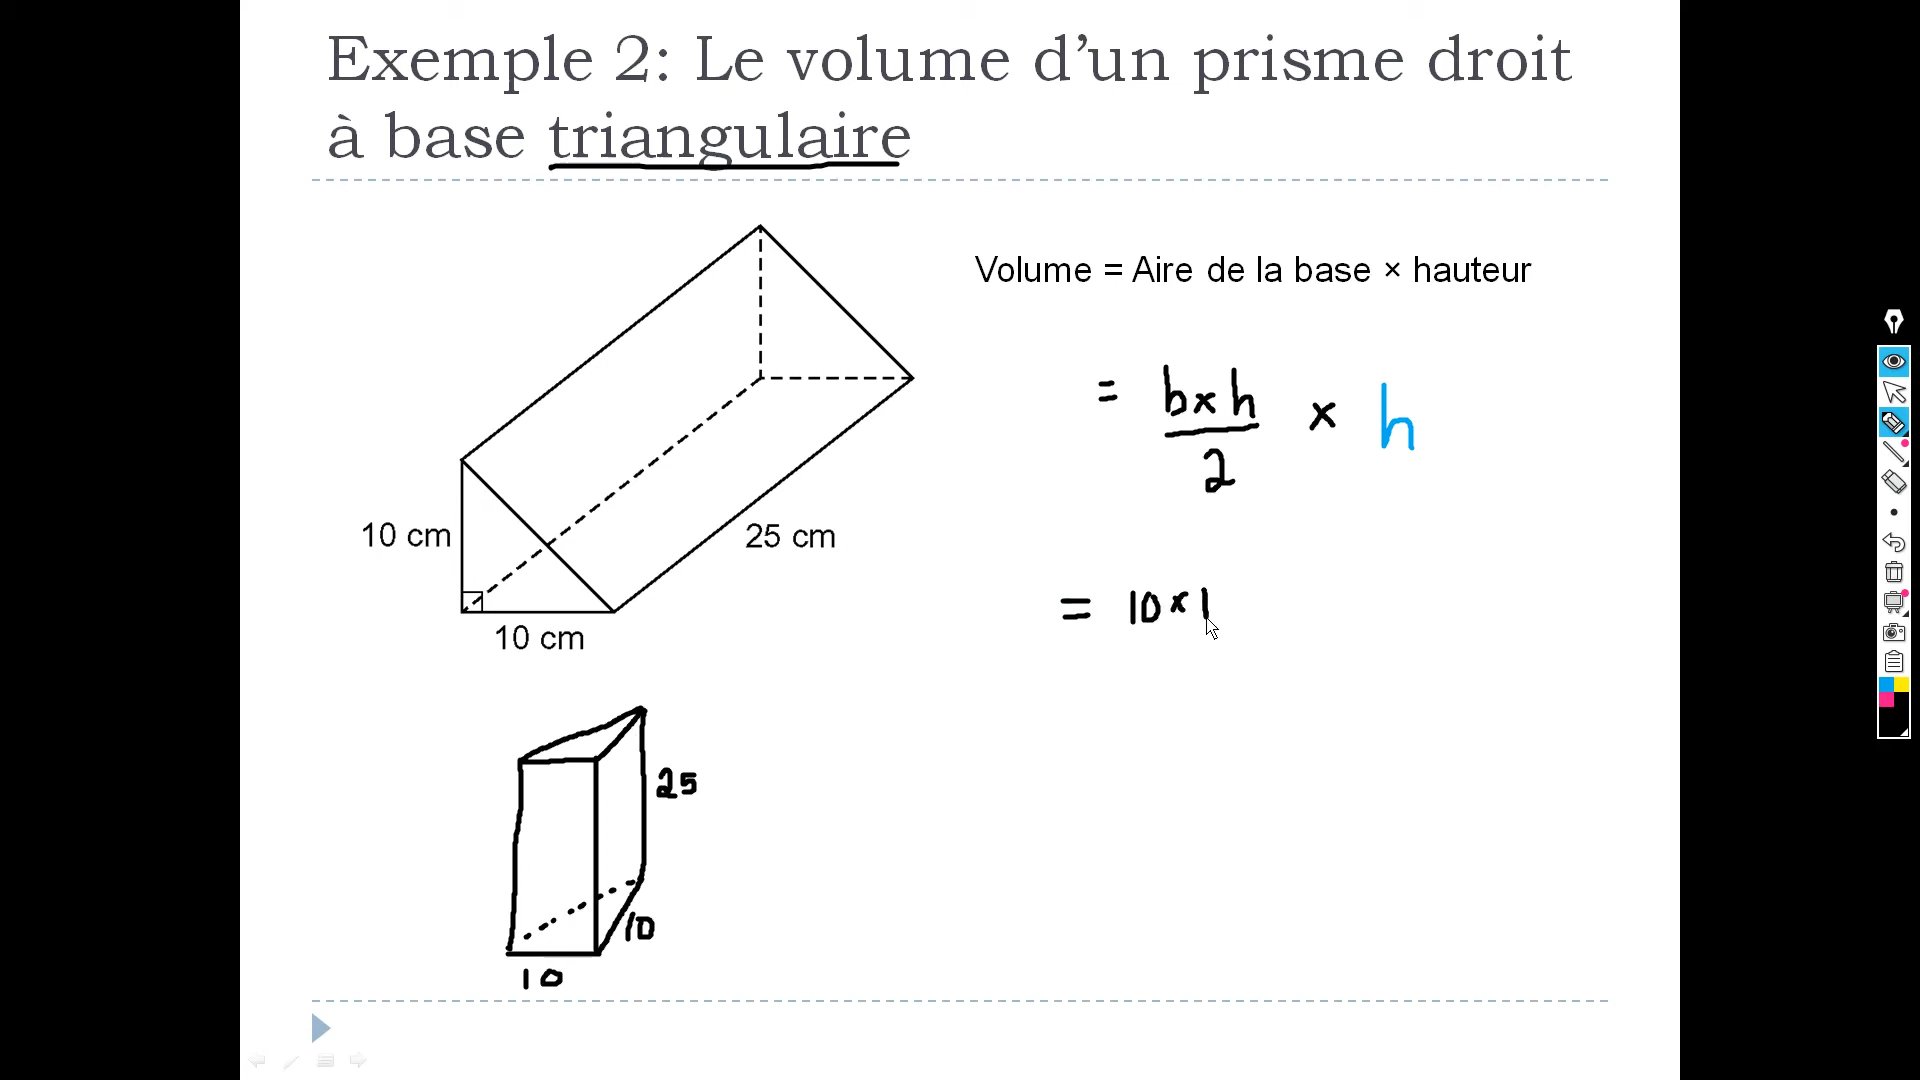 Exemple 2: Le volume d’un prisme droit
à base triangulaire
Volume = Aire de la base × hauteur
= b × h / 2 × h
10 cm
25 cm
= 10 × 1
10 cm
25
10
10